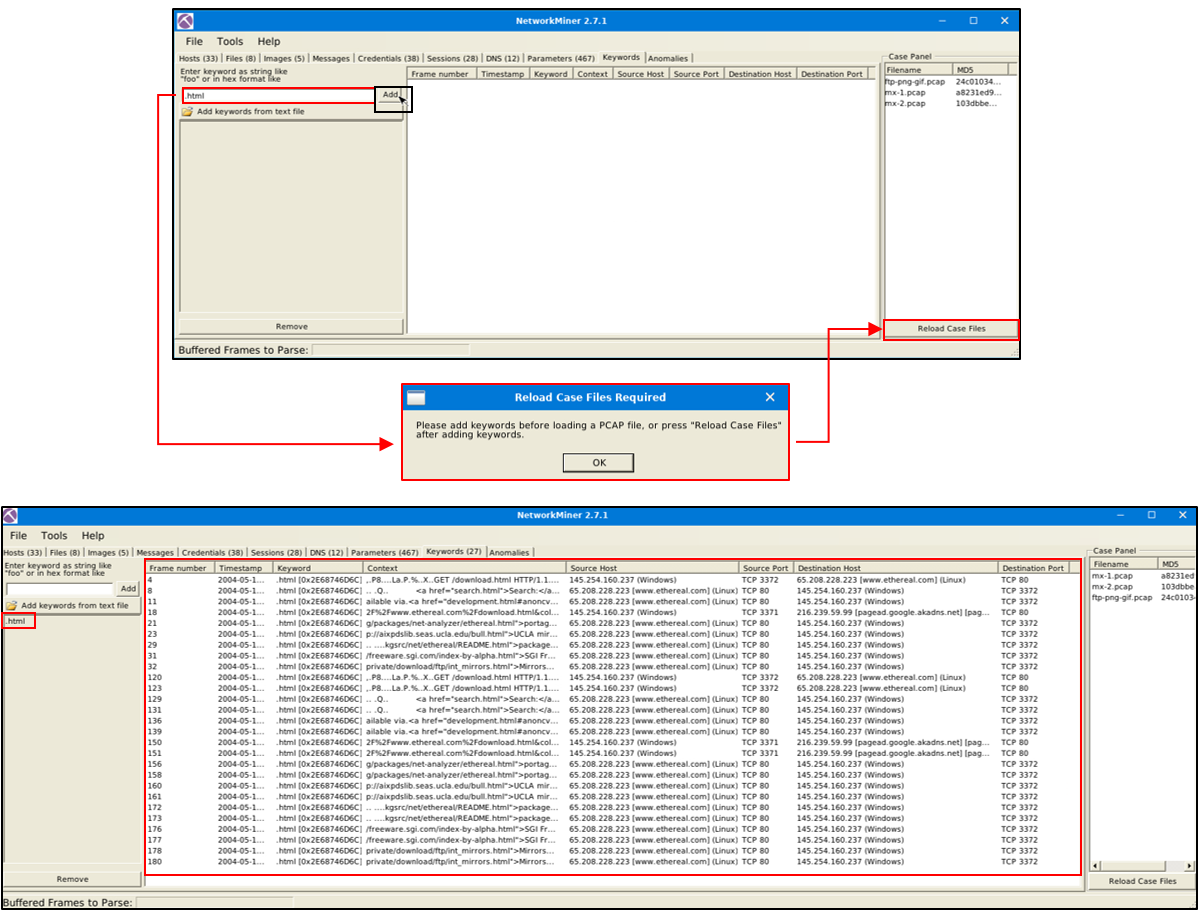 NetworkMiner 2.7.1
File Tools Help
Hosts (33) Files (8) Images (5) Messages Credentials (38) Sessions (28) DNS (12) Parameters (467) Keywords Anomalies
Enter keyword as string like
"foo" or in hex format like
.html Add
Add keywords from text file
Remove
Frame number Timestamp Keyword Context Source Host Source Port Destination Host Destination Port
Case Panel
Filename MD5
ftp-png-gif.pcap 24c01034...
mx-1.pcap a8231ed9...
mx-2.pcap 103dbbe...
Reload Case Files
Buffered Frames to Parse:
Reload Case Files Required
Please add keywords before loading a PCAP file, or press "Reload Case Files"
after adding keywords.
OK
NetworkMiner 2.7.1
File Tools Help
Hosts (33) Files (8) Images (5) Messages Credentials (38) Sessions (28) DNS (12) Parameters (467) Keywords (27) Anomalies
Enter keyword as string like
"foo" or in hex format like
Add
Add keywords from text file
.html
Remove
Frame number Timestamp Keyword Context Source Host Source Port Destination Host Destination Port
4 2004-05-1... .html [0x2E68746D6C] ,.P8....La.P.%..X..GET /download.html HTTP/1.1.... 145.254.160.237 (Windows) TCP 3372 65.208.228.223 [www.ethereal.com] (Linux) TCP 80
8 2004-05-1... .html [0x2E68746D6C] .. .Q.. <a href="search.html">Search:</a... 65.208.228.223 [www.ethereal.com] (Linux) TCP 80 145.254.160.237 (Windows) TCP 3372
11 2004-05-1... .html [0x2E68746D6C] ailable via.<a href="development.html#anoncv... 65.208.228.223 [www.ethereal.com] (Linux) TCP 80 145.254.160.237 (Windows) TCP 3372
18 2004-05-1... .html [0x2E68746D6C] 2F%2Fwww.ethereal.com%2Fdownload.html&col... 145.254.160.237 (Windows) TCP 3371 216.239.59.99 [pagead.google.akadns.net] [pag... TCP 80
21 2004-05-1... .html [0x2E68746D6C] g/packages/net-analyzer/ethereal.html">portag... 65.208.228.223 [www.ethereal.com] (Linux) TCP 80 145.254.160.237 (Windows) TCP 3372
23 2004-05-1... .html [0x2E68746D6C] p://aixpdslib.seas.ucla.edu/bull.html">UCLA mir... 65.208.228.223 [www.ethereal.com] (Linux) TCP 80 145.254.160.237 (Windows) TCP 3372
29 2004-05-1... .html [0x2E68746D6C] .. ....kgsrc/net/ethereal/README.html">package... 65.208.228.223 [www.ethereal.com] (Linux) TCP 80 145.254.160.237 (Windows) TCP 3372
31 2004-05-1... .html [0x2E68746D6C] /freeware.sgi.com/index-by-alpha.html">SGI Fr... 65.208.228.223 [www.ethereal.com] (Linux) TCP 80 145.254.160.237 (Windows) TCP 3372
32 2004-05-1... .html [0x2E68746D6C] private/download/ftp/int_mirrors.html">Mirrors... 65.208.228.223 [www.ethereal.com] (Linux) TCP 80 145.254.160.237 (Windows) TCP 3372
120 2004-05-1... .html [0x2E68746D6C] ,.P8....La.P.%..X..GET /download.html HTTP/1.1.... 145.254.160.237 (Windows) TCP 3372 65.208.228.223 [www.ethereal.com] (Linux) TCP 80
123 2004-05-1... .html [0x2E68746D6C] ,.P8....La.P.%..X..GET /download.html HTTP/1.1.... 145.254.160.237 (Windows) TCP 3372 65.208.228.223 [www.ethereal.com] (Linux) TCP 80
129 2004-05-1... .html [0x2E68746D6C] .. .Q.. <a href="search.html">Search:</a... 65.208.228.223 [www.ethereal.com] (Linux) TCP 80 145.254.160.237 (Windows) TCP 3372
131 2004-05-1... .html [0x2E68746D6C] .. .Q.. <a href="search.html">Search:</a... 65.208.228.223 [www.ethereal.com] (Linux) TCP 80 145.254.160.237 (Windows) TCP 3372
136 2004-05-1... .html [0x2E68746D6C] ailable via.<a href="development.html#anoncv... 65.208.228.223 [www.ethereal.com] (Linux) TCP 80 145.254.160.237 (Windows) TCP 3372
139 2004-05-1... .html [0x2E68746D6C] ailable via.<a href="development.html#anoncv... 65.208.228.223 [www.ethereal.com] (Linux) TCP 80 145.254.160.237 (Windows) TCP 3372
150 2004-05-1... .html [0x2E68746D6C] 2F%2Fwww.ethereal.com%2Fdownload.html&col... 145.254.160.237 (Windows) TCP 3371 216.239.59.99 [pagead.google.akadns.net] [pag... TCP 80
151 2004-05-1... .html [0x2E68746D6C] 2F%2Fwww.ethereal.com%2Fdownload.html&col... 145.254.160.237 (Windows) TCP 3371 216.239.59.99 [pagead.google.akadns.net] [pag... TCP 80
156 2004-05-1... .html [0x2E68746D6C] g/packages/net-analyzer/ethereal.html">portag... 65.208.228.223 [www.ethereal.com] (Linux) TCP 80 145.254.160.237 (Windows) TCP 3372
158 2004-05-1... .html [0x2E68746D6C] g/packages/net-analyzer/ethereal.html">portag... 65.208.228.223 [www.ethereal.com] (Linux) TCP 80 145.254.160.237 (Windows) TCP 3372
160 2004-05-1... .html [0x2E68746D6C] p://aixpdslib.seas.ucla.edu/bull.html">UCLA mir... 65.208.228.223 [www.ethereal.com] (Linux) TCP 80 145.254.160.237 (Windows) TCP 3372
161 2004-05-1... .html [0x2E68746D6C] p://aixpdslib.seas.ucla.edu/bull.html">UCLA mir... 65.208.228.223 [www.ethereal.com] (Linux) TCP 80 145.254.160.237 (Windows) TCP 3372
172 2004-05-1... .html [0x2E68746D6C] .. ....kgsrc/net/ethereal/README.html">package... 65.208.228.223 [www.ethereal.com] (Linux) TCP 80 145.254.160.237 (Windows) TCP 3372
173 2004-05-1... .html [0x2E68746D6C] .. ....kgsrc/net/ethereal/README.html">package... 65.208.228.223 [www.ethereal.com] (Linux) TCP 80 145.254.160.237 (Windows) TCP 3372
176 2004-05-1... .html [0x2E68746D6C] /freeware.sgi.com/index-by-alpha.html">SGI Fr... 65.208.228.223 [www.ethereal.com] (Linux) TCP 80 145.254.160.237 (Windows) TCP 3372
177 2004-05-1... .html [0x2E68746D6C] /freeware.sgi.com/index-by-alpha.html">SGI Fr... 65.208.228.223 [www.ethereal.com] (Linux) TCP 80 145.254.160.237 (Windows) TCP 3372
178 2004-05-1... .html [0x2E68746D6C] private/download/ftp/int_mirrors.html">Mirrors... 65.208.228.223 [www.ethereal.com] (Linux) TCP 80 145.254.160.237 (Windows) TCP 3372
180 2004-05-1... .html [0x2E68746D6C] private/download/ftp/int_mirrors.html">Mirrors... 65.208.228.223 [www.ethereal.com] (Linux) TCP 80 145.254.160.237 (Windows) TCP 3372
Case Panel
Filename MD5
mx-1.pcap a8231ed
mx-2.pcap 103dbbe
ftp-png-gif.pcap 24c0103
Reload Case Files
Buffered Frames to Parse: